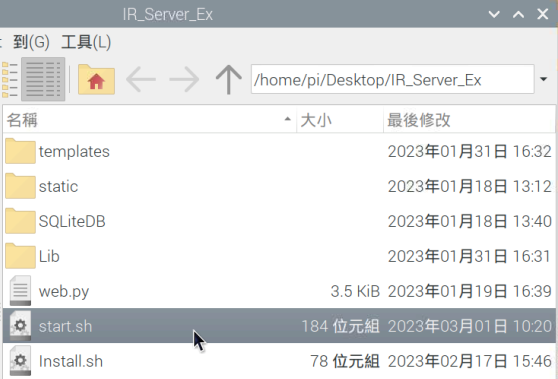 IR_Server_Ex
到(G) 工具(L)
/home/pi/Desktop/IR_Server_Ex
名稱 大小 最後修改
templates 2023年01月31日 16:32
static 2023年01月18日 13:12
SQLiteDB 2023年01月18日 13:40
Lib 2023年01月31日 16:31
web.py 3.5 KiB 2023年01月19日 16:39
start.sh 184 位元組 2023年03月01日 10:20
Install.sh 78 位元組 2023年02月17日 15:46